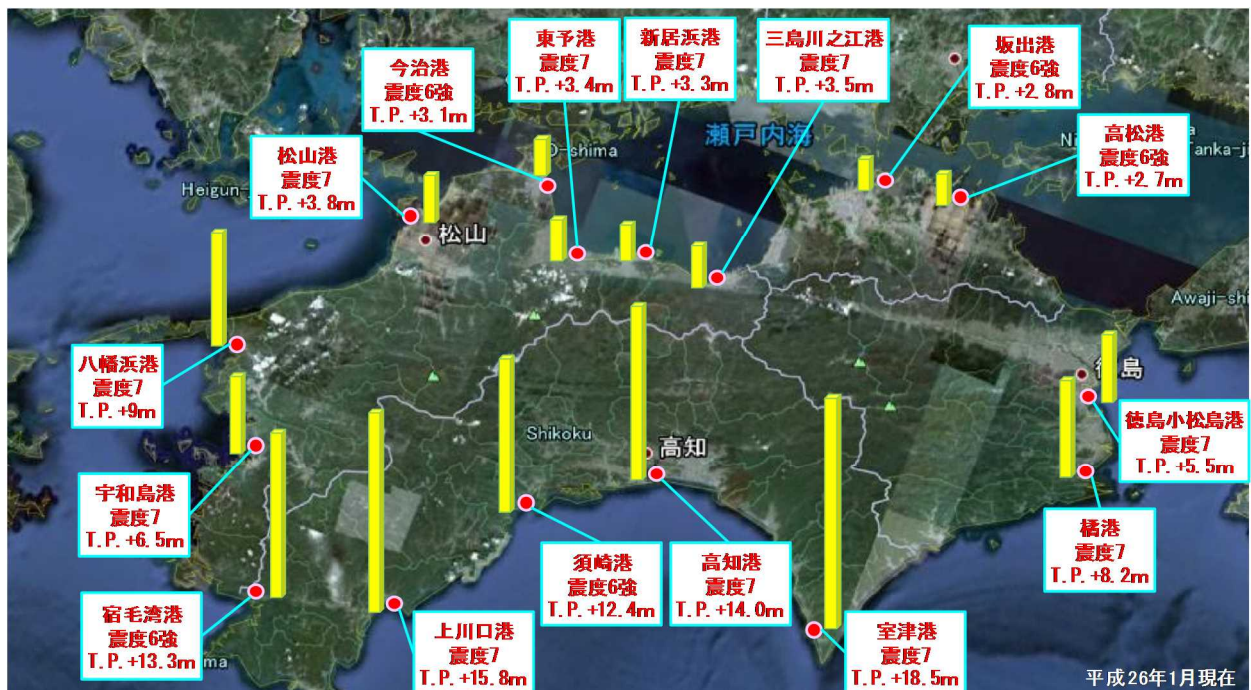 東予港
震度7
T.P.+3.4m
新居浜港
震度7
T.P.+3.3m
三島川之江港
震度7
T.P.+3.5m
坂出港
震度6強
T.P.+2.8m
今治港
震度6強
T.P.+3.1m
高松港
震度6強
T.P.+2.7m
松山港
震度7
T.P.+3.8m
瀬戸内海
O-shima
Tanka-ji
Heigun-
松山
Awaji-shi
八幡浜港
震度7
T.P.+9m
徳島
徳島小松島港
震度7
T.P.+5.5m
Shikoku
高知
宇和島港
震度7
T.P.+6.5m
橘港
震度7
T.P.+8.2m
須崎港
震度6強
T.P.+12.4m
高知港
震度7
T.P.+14.0m
宿毛湾港
震度6強
T.P.+13.3m
上川口港
震度7
T.P.+15.8m
室津港
震度7
T.P.+18.5m
平成26年1月現在